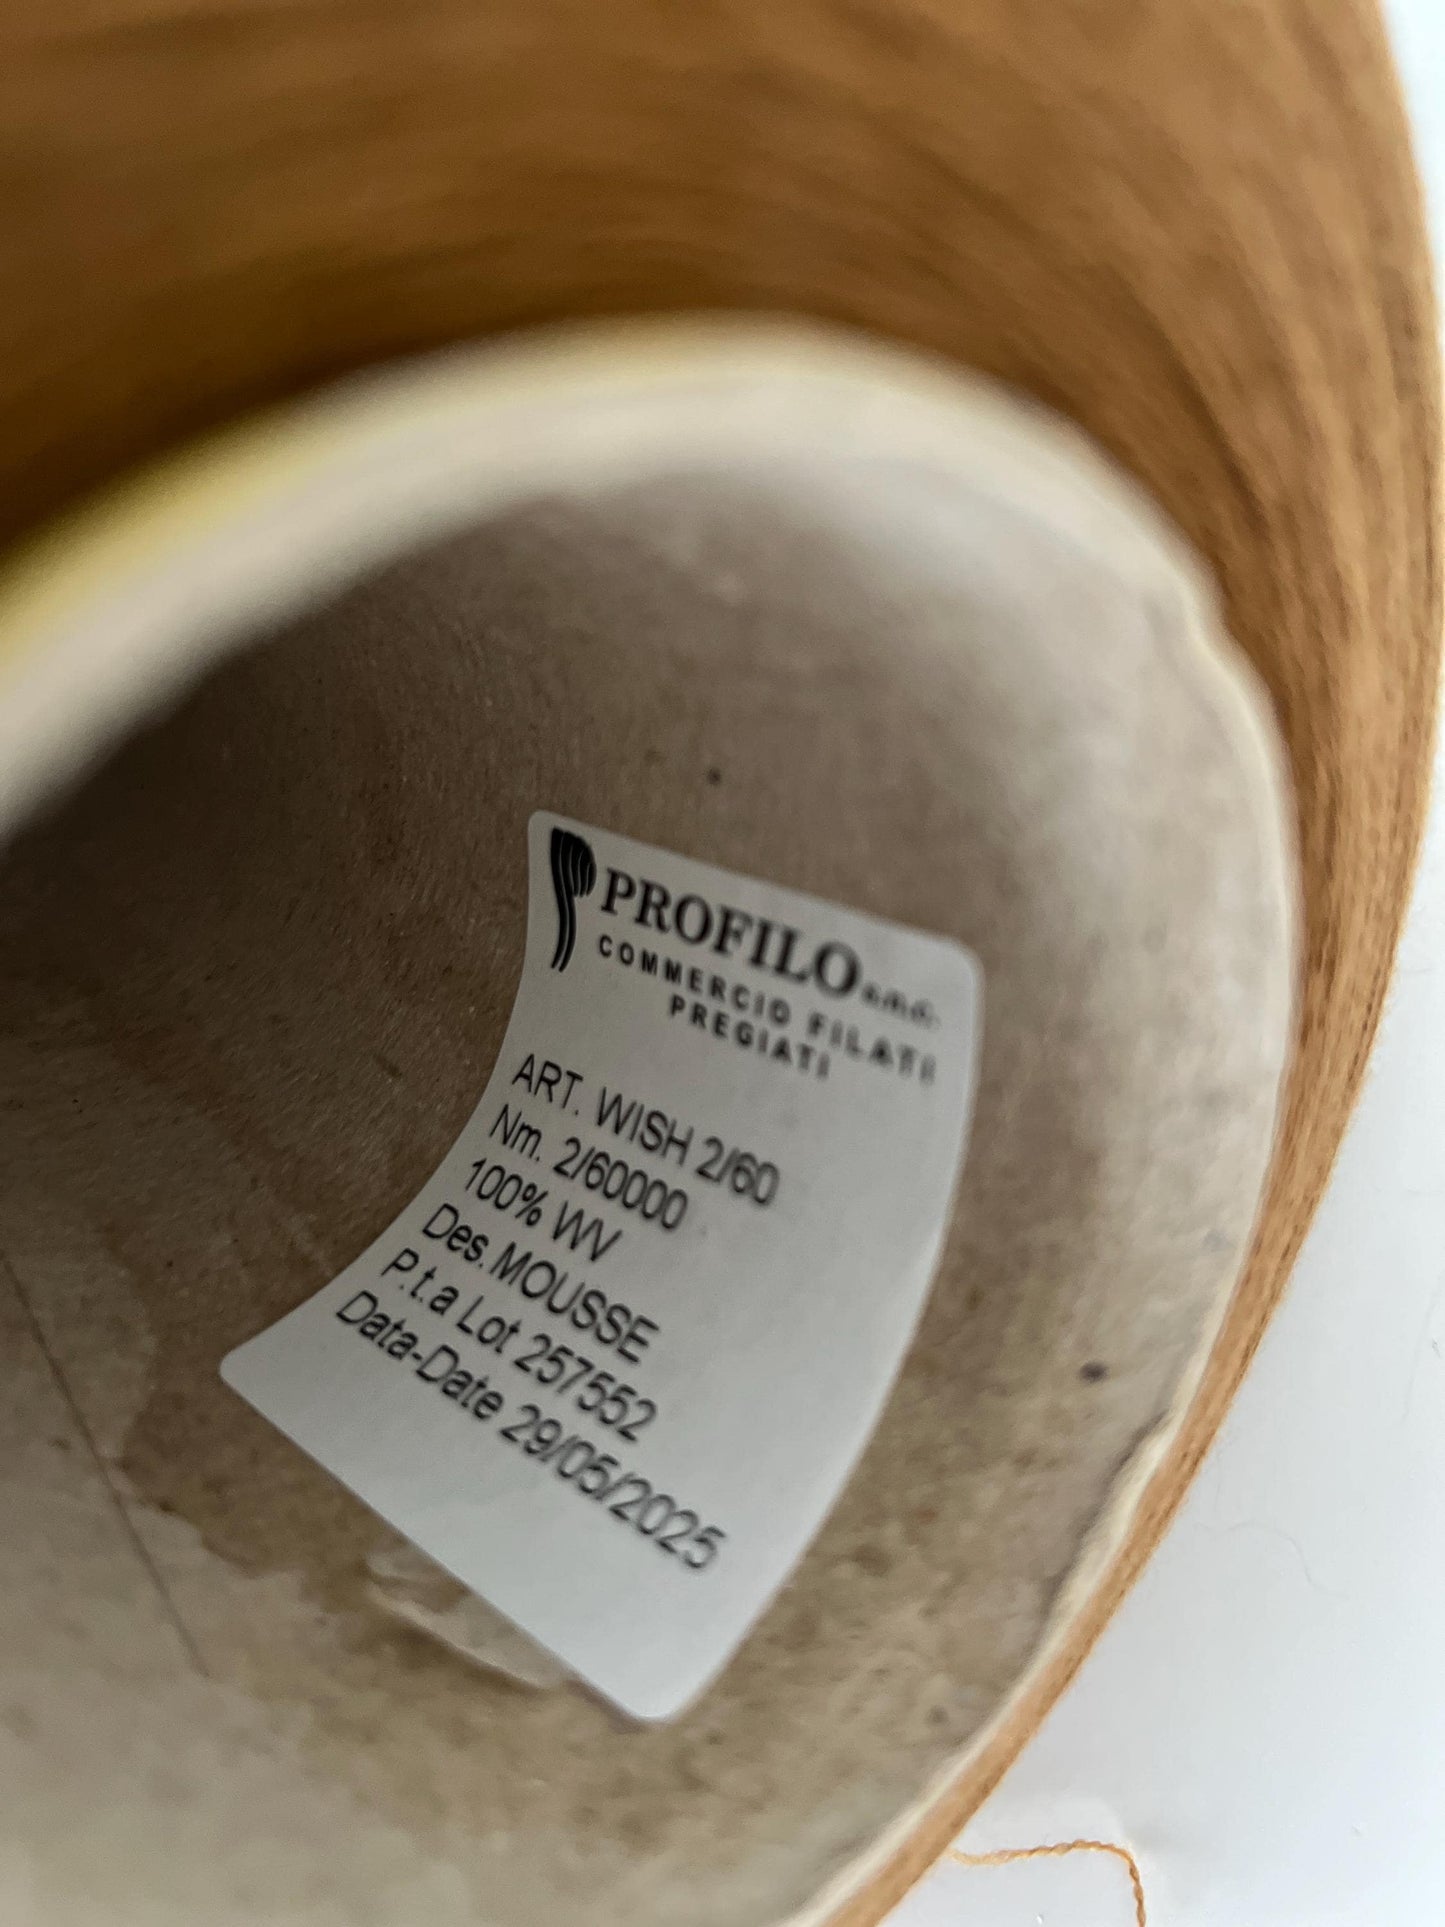 PROFILO s.n.c.
COMMERCIO FILATI
PREGIATI
ART. WISH 2/60
Nm. 2/60000
100% WV
Des.MOUSSE
P.t.a Lot 257552
Data-Date 29/05/2025